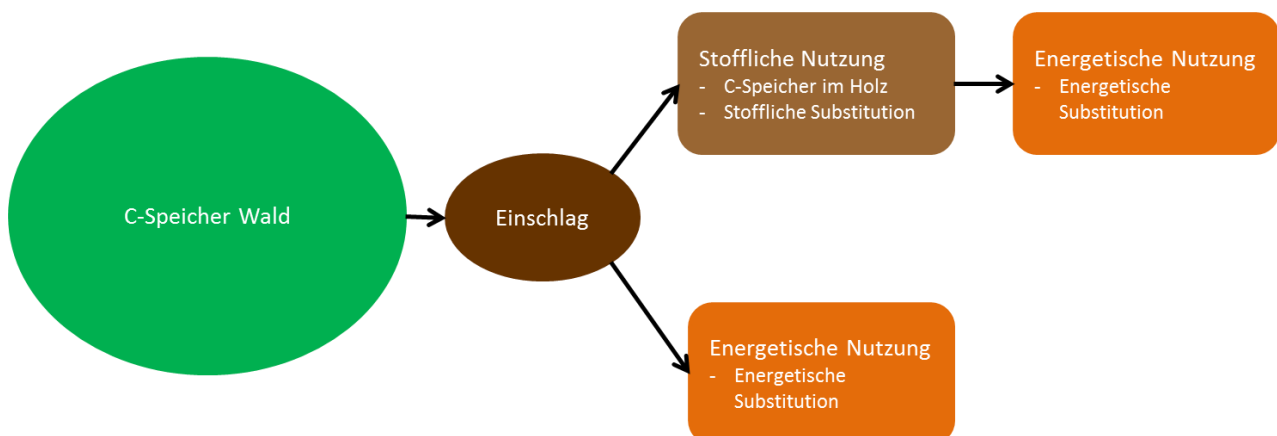 C-Speicher Wald
Einschlag
Stoffliche Nutzung
- C-Speicher im Holz
- Stoffliche Substitution
Energetische Nutzung
- Energetische
Substitution
Energetische Nutzung
- Energetische
Substitution